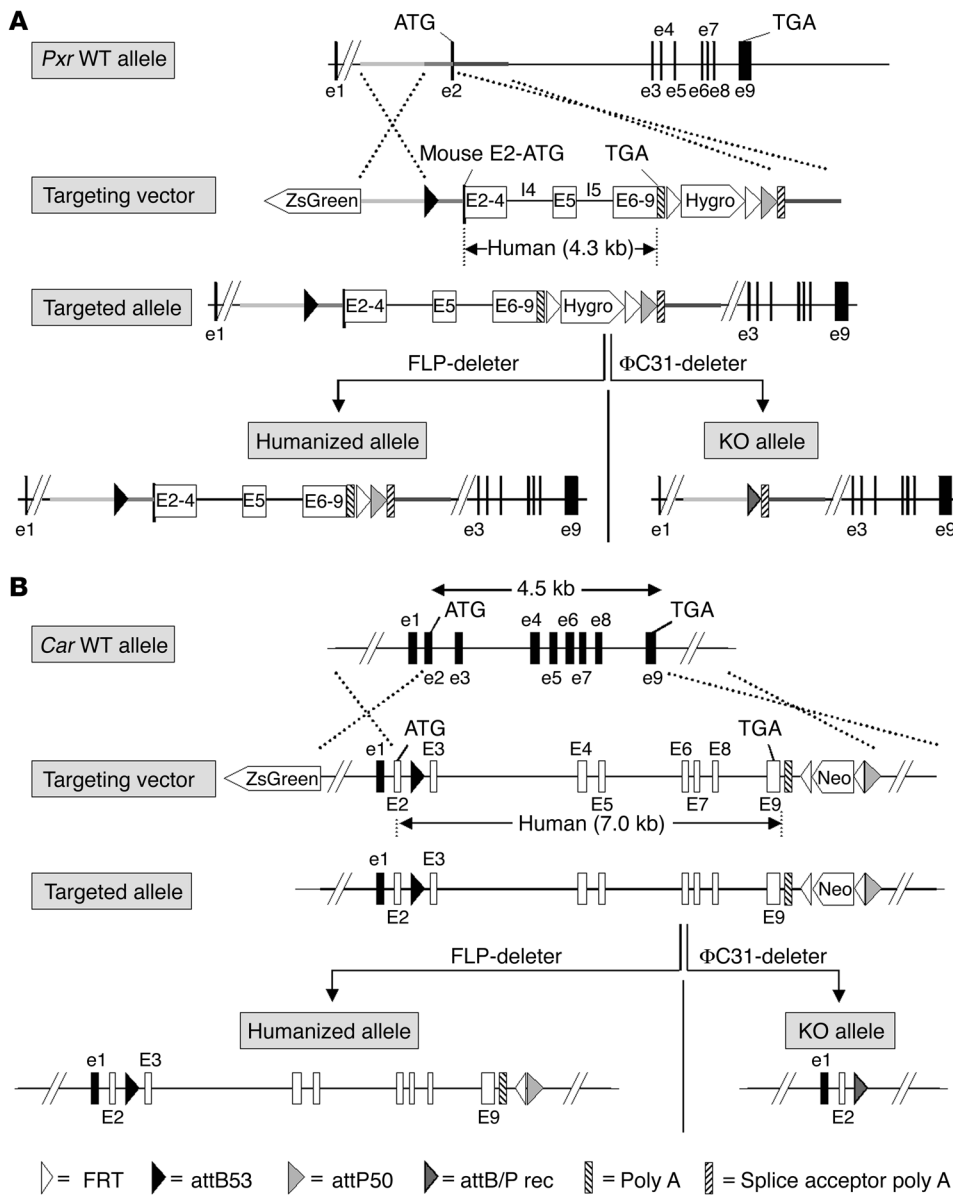 A
Pxr WT allele
ATG
e4
e7
TGA
e1
e2
e3
e5
e6
e8
e9
Targeting vector
Mouse E2-ATG
TGA
ZsGreen
E2-4
I4
E5
I5
E6-9
Hygro
Human (4.3 kb)
Targeted allele
E2-4
E5
E6-9
Hygro
e1
e3
e9
FLP-deleter
ΦC31-deleter
Humanized allele
KO allele
E2-4
E5
E6-9
e1
e3
e9
e1
e3
e9
B
4.5 kb
Car WT allele
e1
ATG
e4
e6
e8
TGA
e2
e3
e5
e7
e9
Targeting vector
ZsGreen
e1
ATG
E3
E4
E6
E8
TGA
Neo
E2
E5
E7
E9
Human (7.0 kb)
Targeted allele
e1
E3
Neo
E2
E9
FLP-deleter
ΦC31-deleter
Humanized allele
KO allele
e1
E3
E2
E9
e1
E2
= FRT
= attB53
= attP50
= attB/P rec
= Poly A
= Splice acceptor poly A